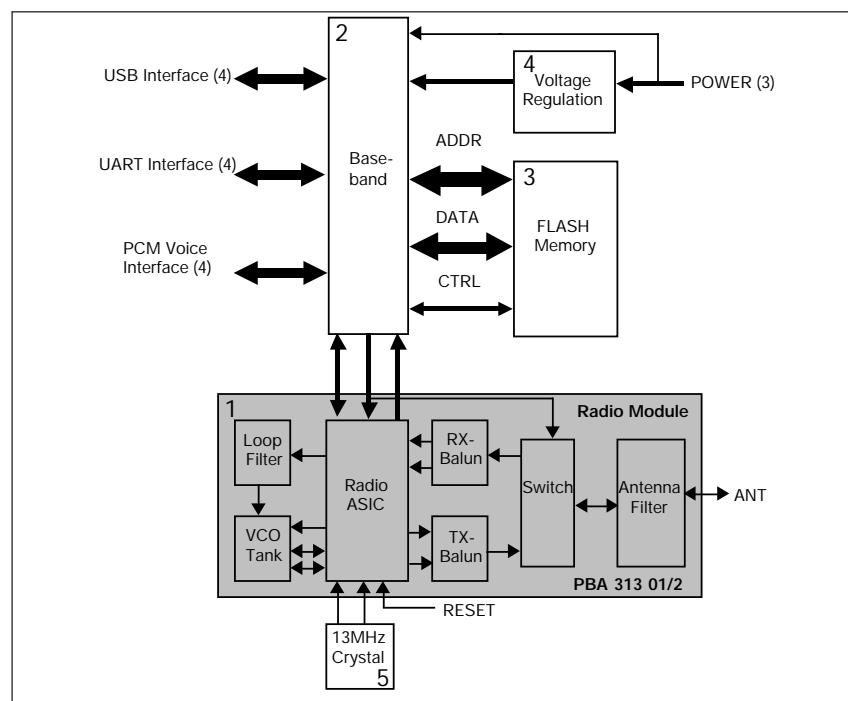 2
USB Interface (4)
4
Voltage
Regulation
POWER (3)
UART Interface (4)
Base-
band
ADDR
3
FLASH
Memory
DATA
PCM Voice
Interface (4)
CTRL
1
Radio Module
Loop
Filter
Radio
ASIC
RX-
Balun
Switch
Antenna
Filter
ANT
VCO
Tank
TX-
Balun
PBA 313 01/2
RESET
13MHz
Crystal
5